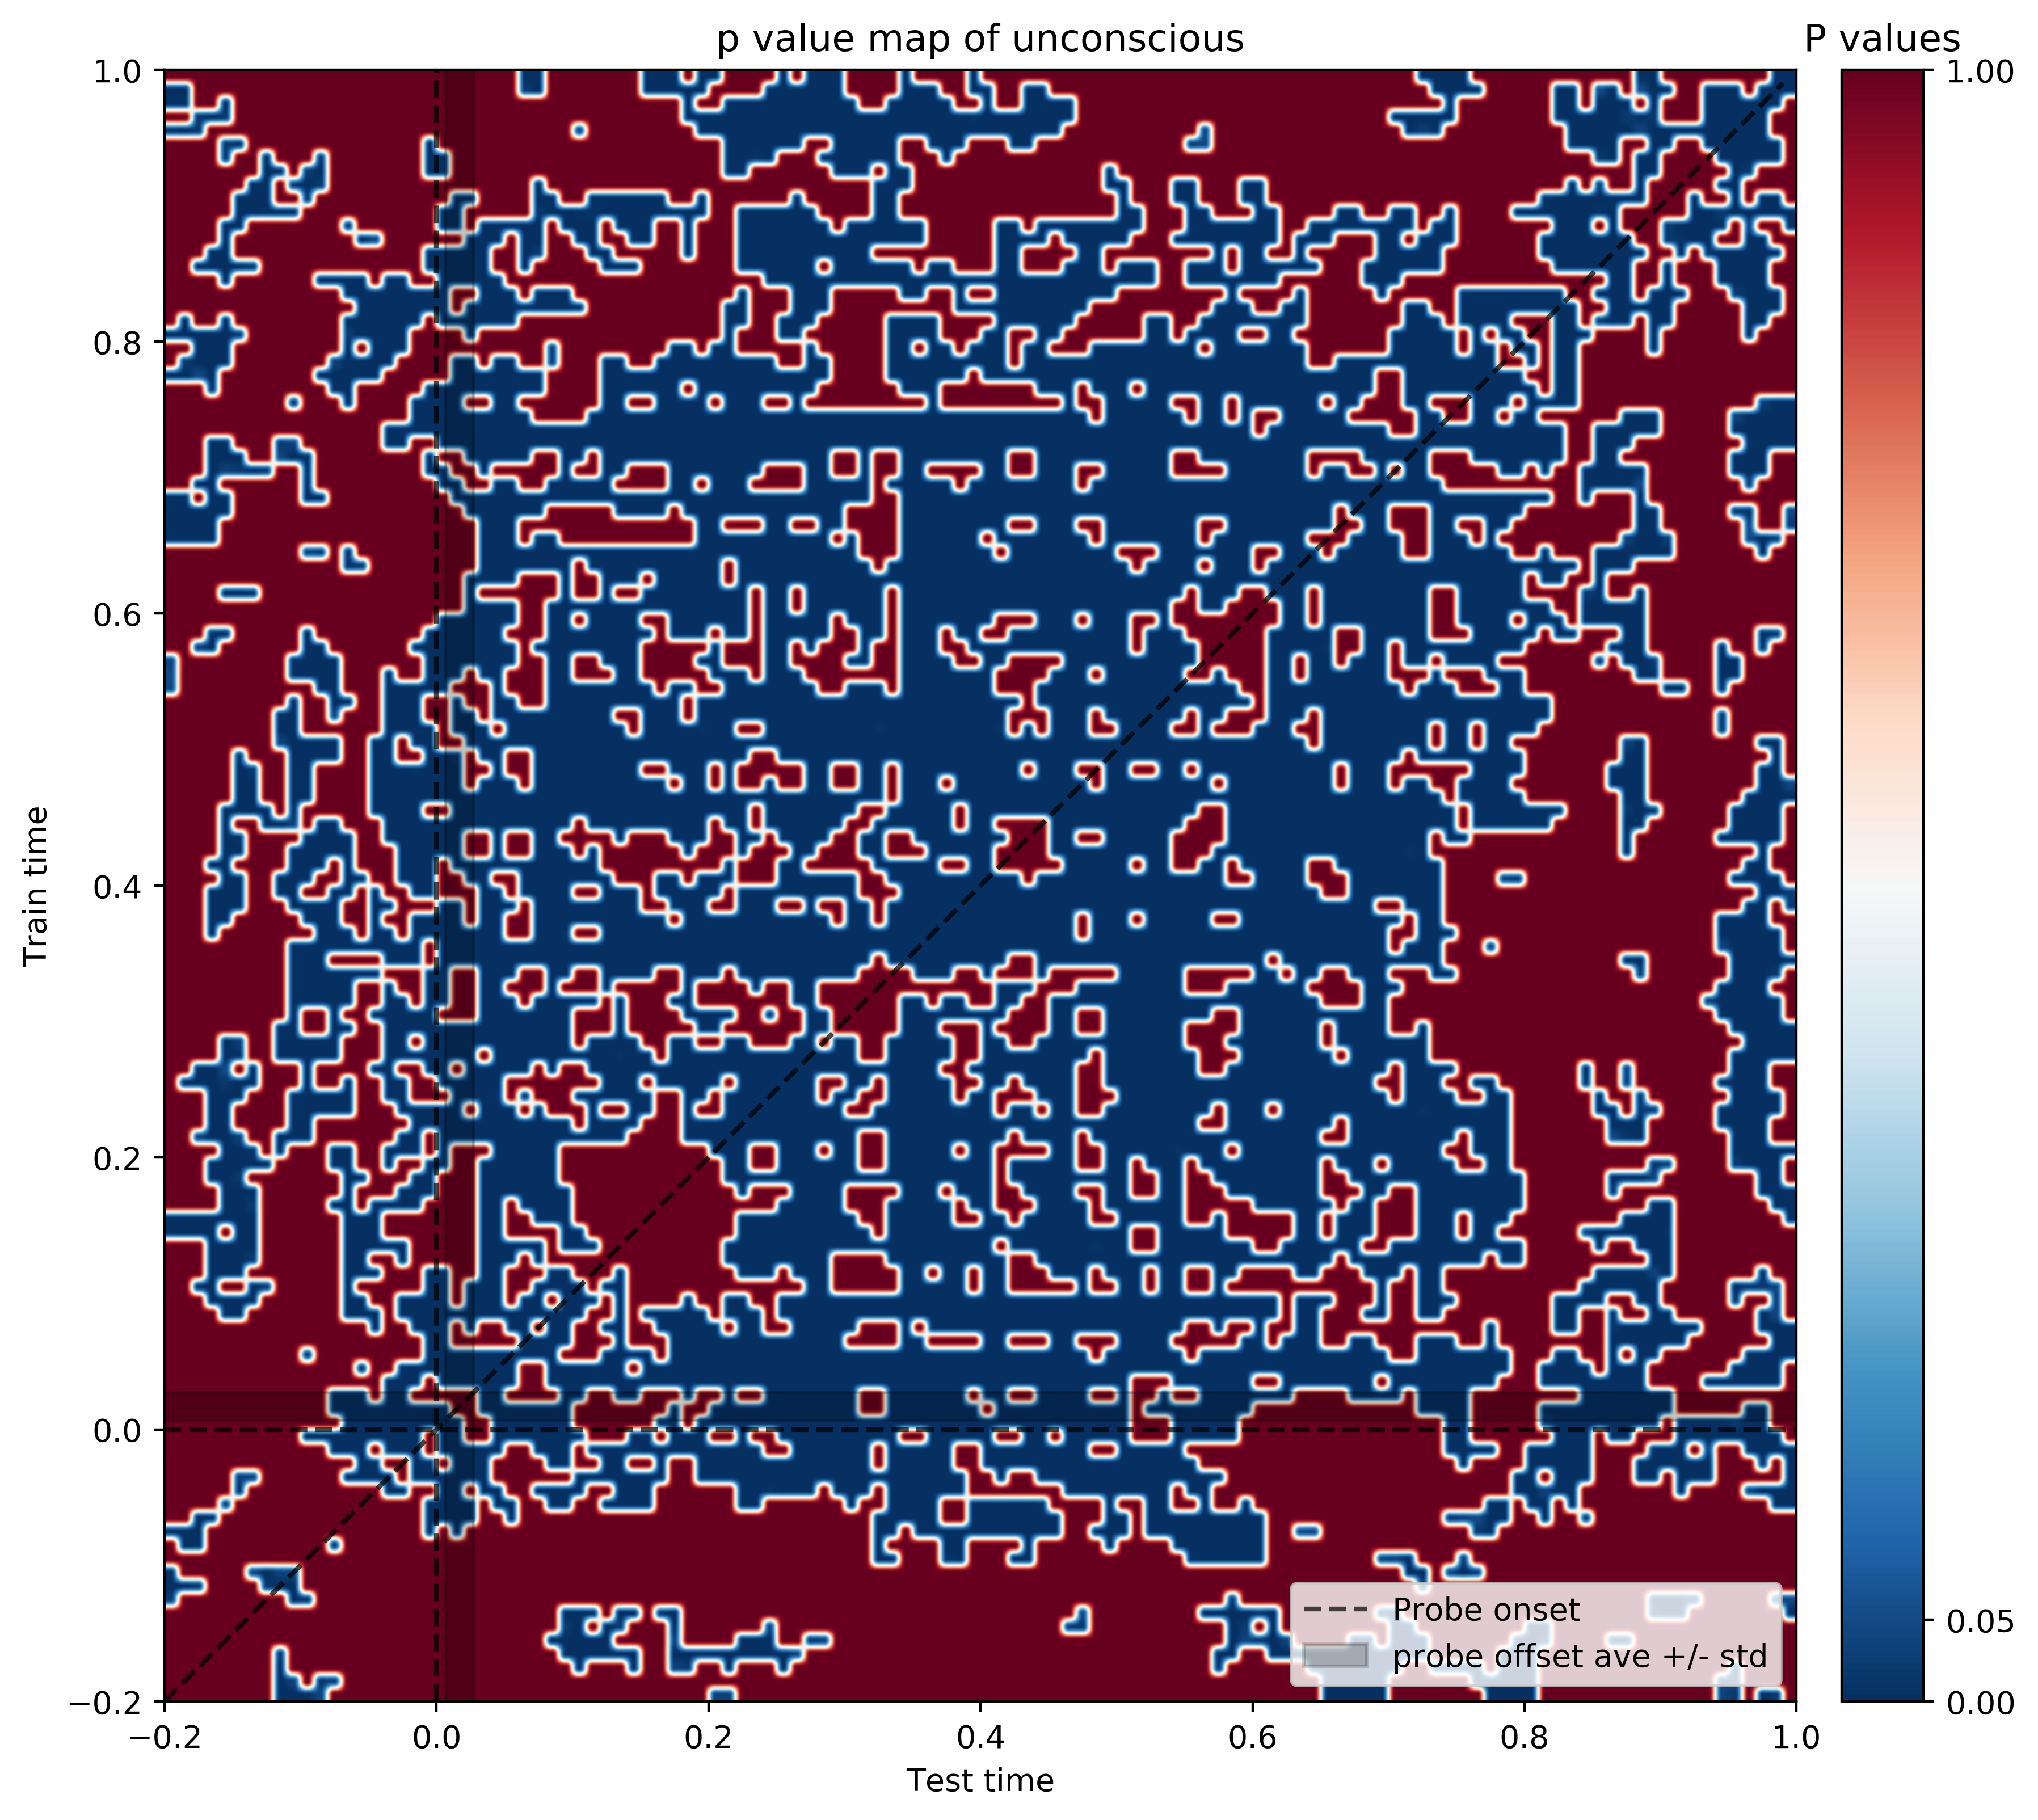 p value map of unconscious
P values
1.0
0.8
0.6
0.4
0.2
0.0
−0.2
Train time
−0.2
0.0
0.2
0.4
0.6
0.8
1.0
Test time
Probe onset
probe offset ave +/- std
1.00
0.05
0.00